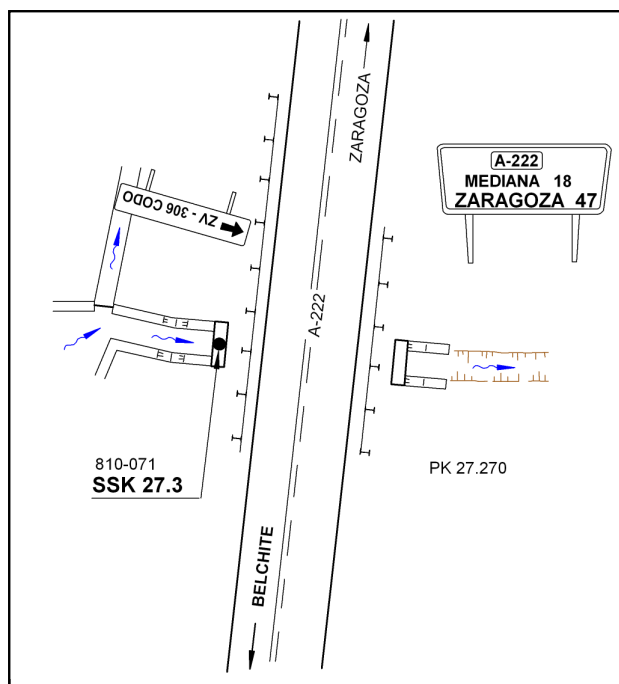 ZARAGOZA
A-222
MEDIANA 18
ZARAGOZA 47
ZV - 306 CODO
A-222
810-071
SSK 27.3
PK 27.270
BELCHITE